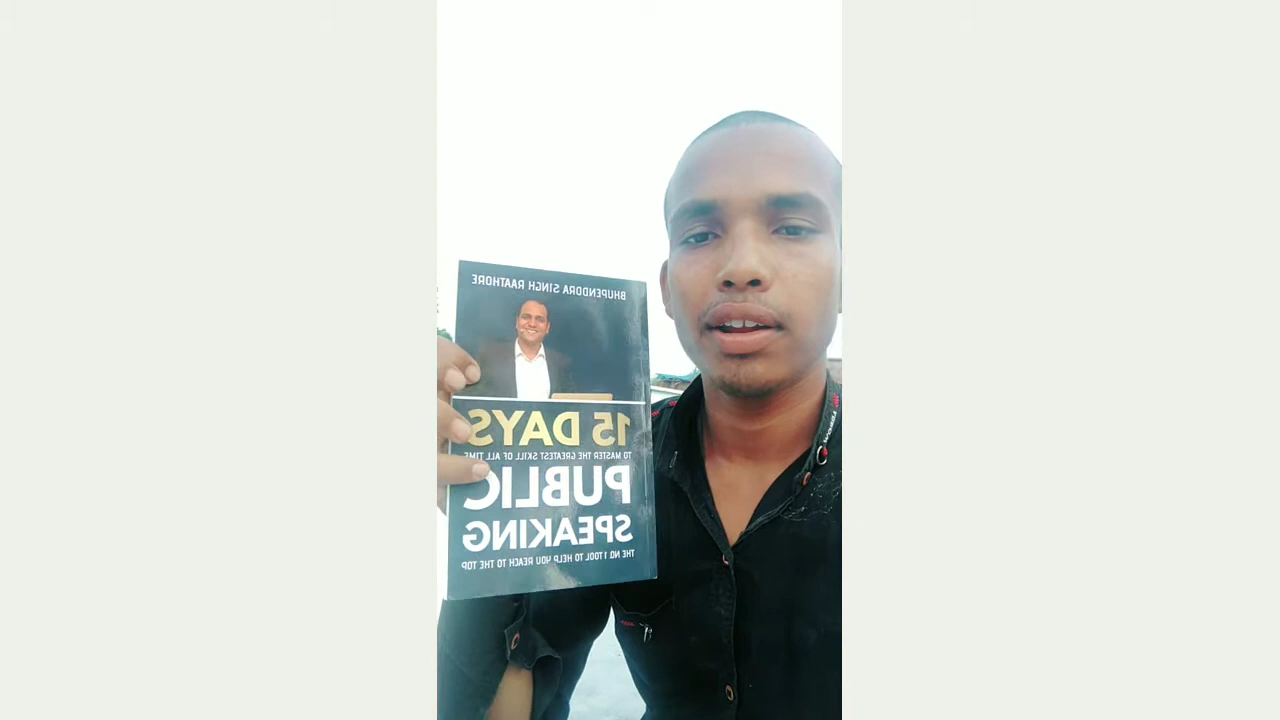 BHUPENDDRA SINGH RAATHORE
15 DAYS
TO MASTER THE GREATEST SKILL OF ALL TIME
PUBLIC
SPEAKING
THE NO. 1 TOOL TO HELP YOU REACH TO THE TOP